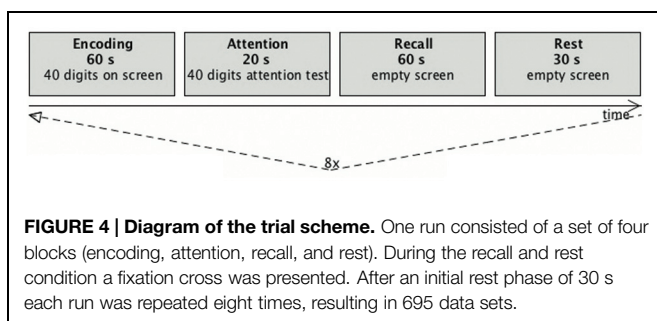 Encoding Attention Recall Rest
60 s 20 s 60 s 30 s
40 digits on screen 40 digits attention test empty screen empty screen
time
8x
FIGURE 4 | Diagram of the trial scheme. One run consisted of a set of four
blocks (encoding, attention, recall, and rest). During the recall and rest
condition a fixation cross was presented. After an initial rest phase of 30 s
each run was repeated eight times, resulting in 695 data sets.